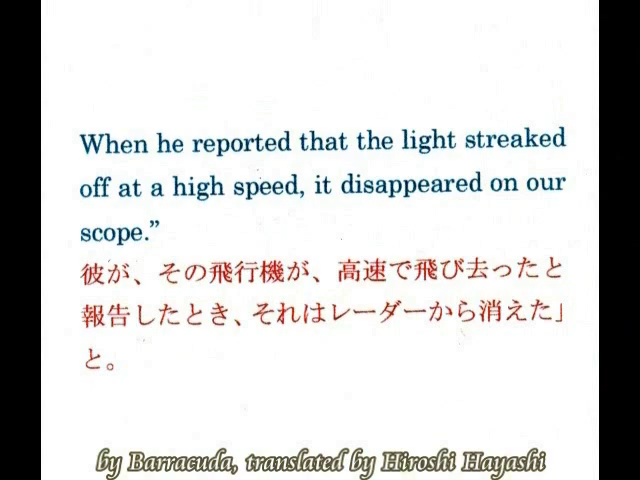 When he reported that the light streaked
off at a high speed, it disappeared on our
scope.”
彼が、その飛行機が、高速で飛び去ったと
報告したとき、それはレーダーから消えた」
と。
by Barracuda, translated by Hiroshi Hayashi